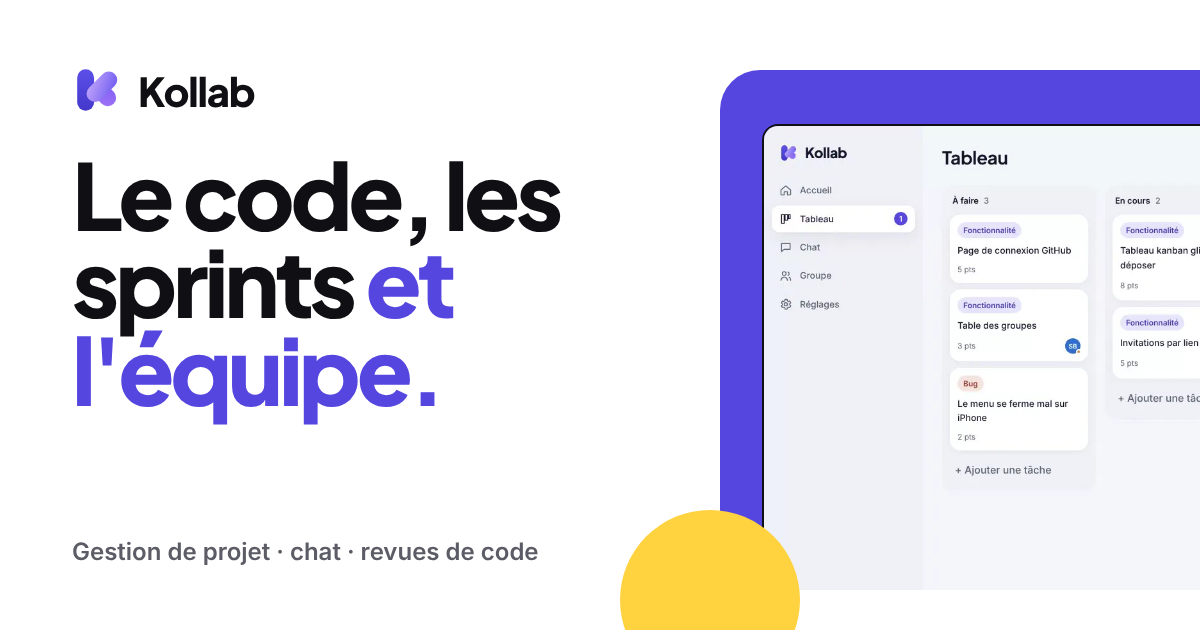 Kollab
Le code, les
sprints et
l'équipe.
Gestion de projet · chat · revues de code
Kollab
Accueil
Tableau 1
Chat
Groupe
Réglages
Tableau
À faire 3
Fonctionnalité
Page de connexion GitHub
5 pts
Fonctionnalité
Table des groupes
3 pts SB
Bug
Le menu se ferme mal sur
iPhone
2 pts
+ Ajouter une tâche
En cours 2
Fonctionnalité
Tableau kanban
déposer
8 pts
Fonctionnalité
Invitations par lien
5 pts
+ Ajouter une